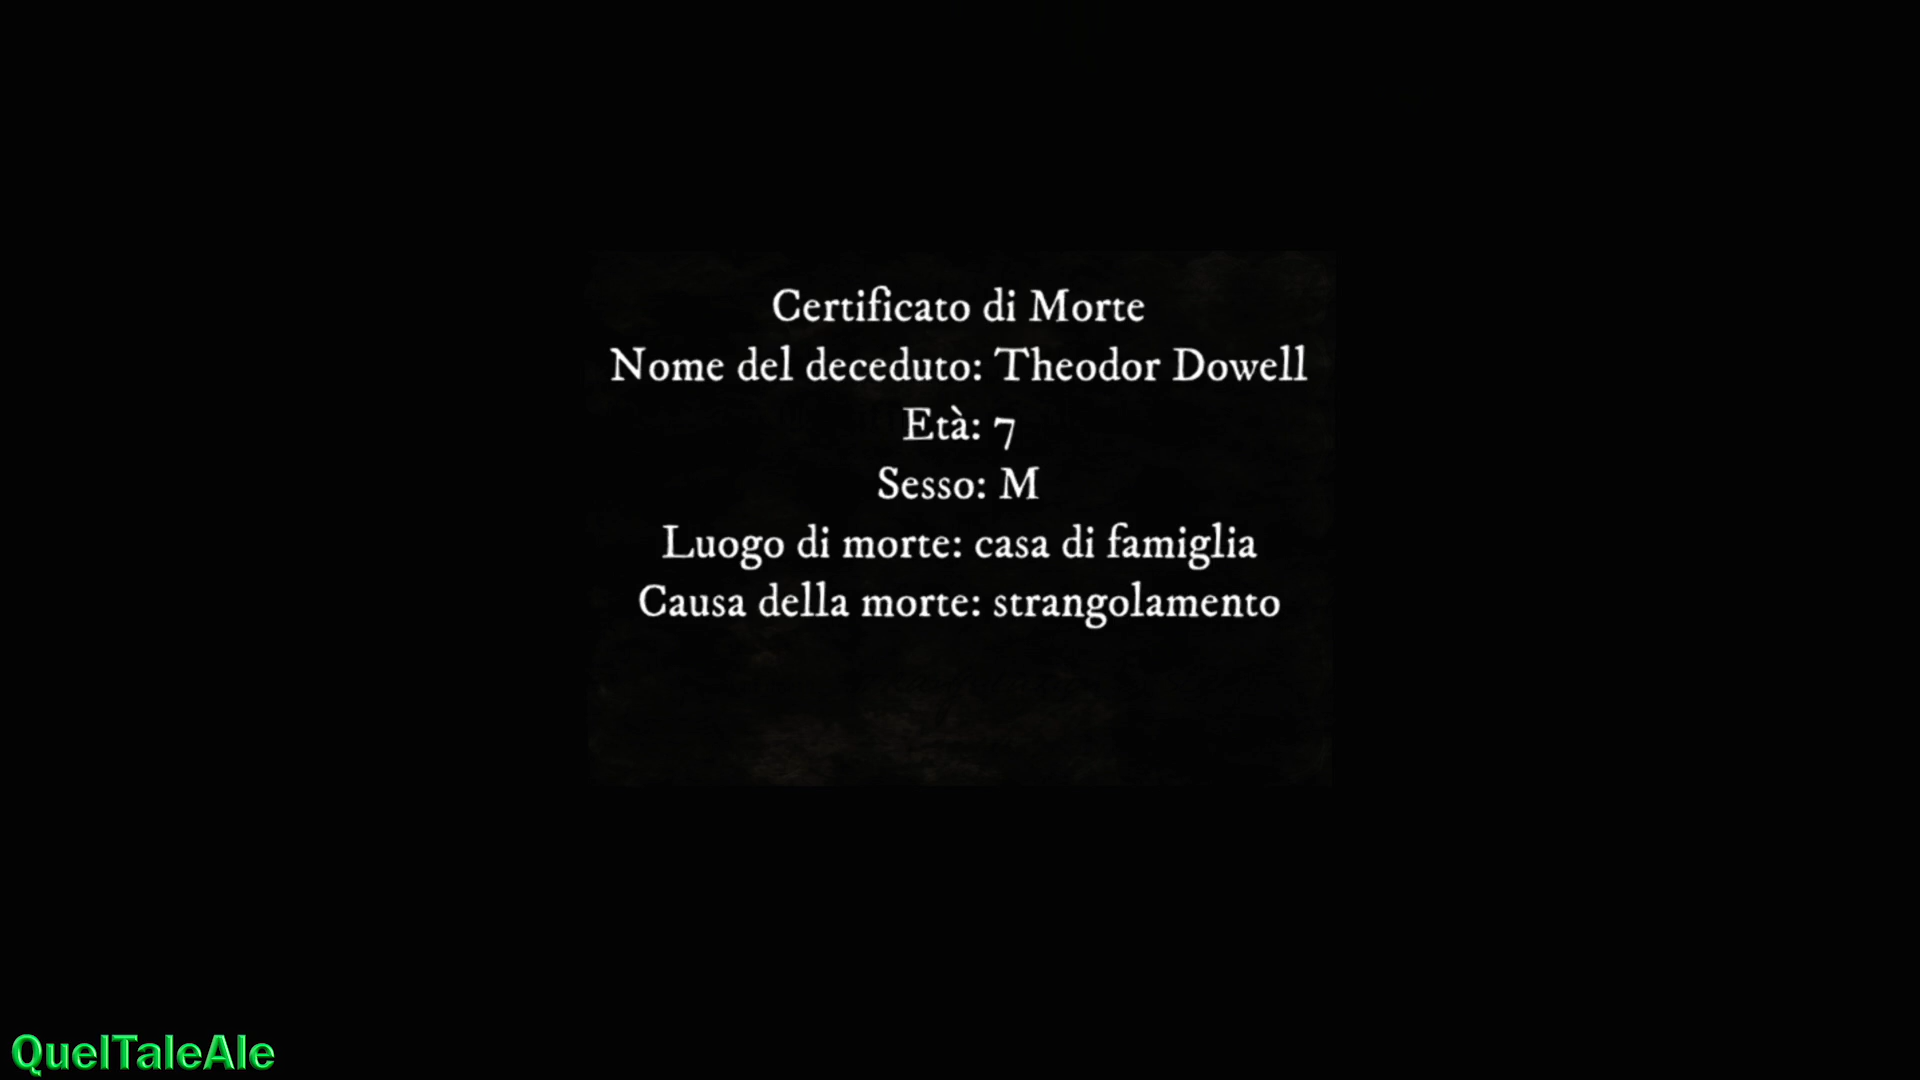 Certificato di Morte
Nome del deceduto: Theodor Dowell
Età: 7
Sesso: M
Luogo di morte: casa di famiglia
Causa della morte: strangolamento
QuelTaleAle